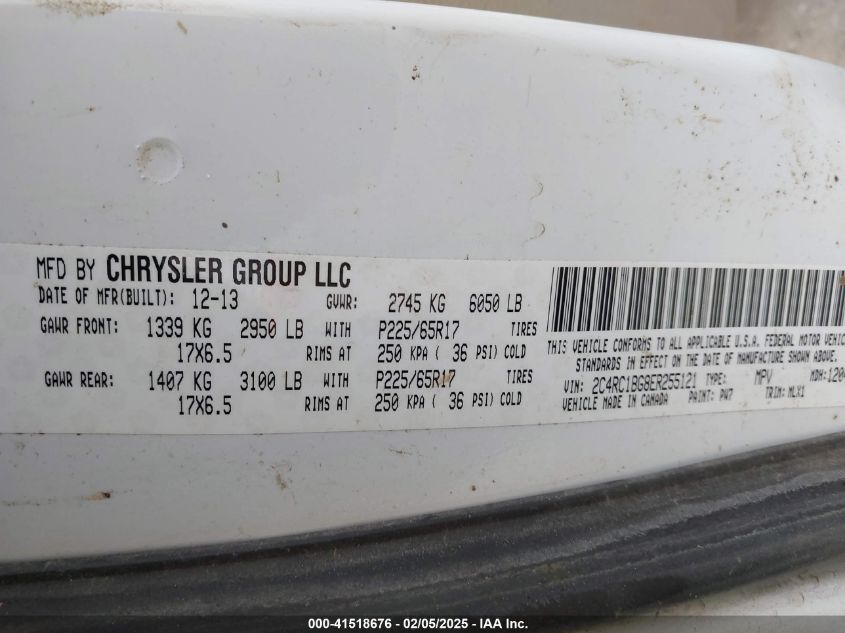 MFD BY CHRYSLER GROUP LLC
DATE OF MFR(BUILT): 12-13 GVWR: 2745 KG 6050 LB
GAWR FRONT: 1339 KG 2950 LB WITH P225/65R17 TIRES
17X6.5 RIMS AT 250 KPA ( 36 PSI) COLD
GAWR REAR: 1407 KG 3100 LB WITH P225/65R17 TIRES
17X6.5 RIMS AT 250 KPA ( 36 PSI) COLD
THIS VEHICLE CONFORMS TO ALL APPLICABLE U.S.A. FEDERAL MOTOR VEHIC
STANDARDS IN EFFECT ON THE DATE OF MANUFACTURE SHOWN ABOVE.
VIN: 2C4RC1BG8ER255121 TYPE: MPV MDH:1204
VEHICLE MADE IN CANADA PAINT: PW7 TRIM: MLX1
000-41518676 - 02/05/2025 - IAA Inc.